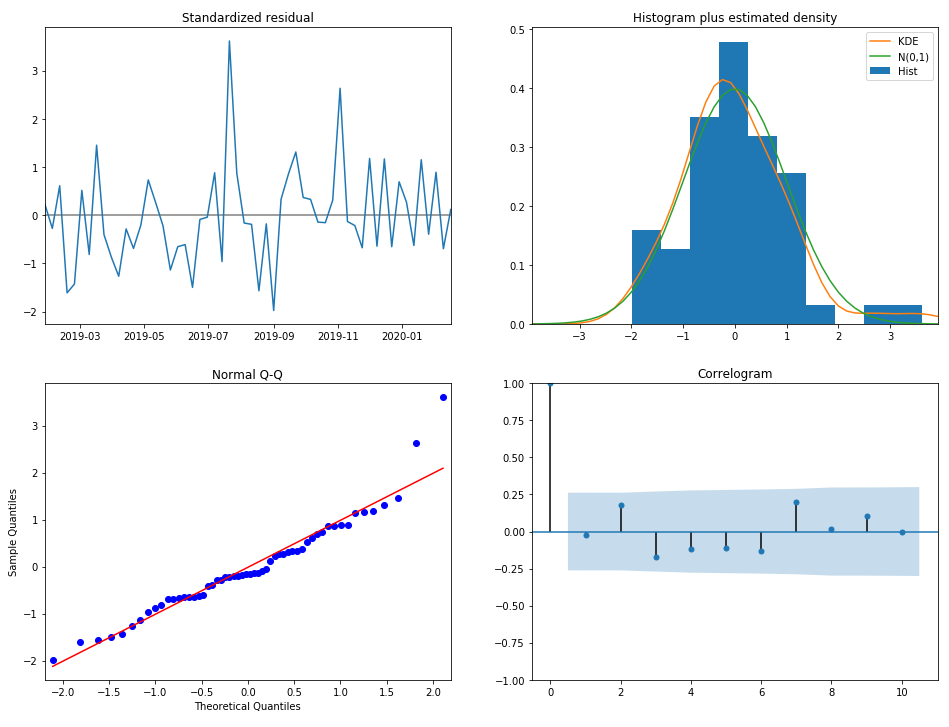 Standardized residual
3
2
1
0
−1
−2
2019-03 2019-05 2019-07 2019-09 2019-11 2020-01
Histogram plus estimated density
KDE
N(0,1)
Hist
0.5
0.4
0.3
0.2
0.1
0.0
−3 −2 −1 0 1 2 3
Normal Q-Q
Sample Quantiles
3
2
1
0
−1
−2
−2.0 −1.5 −1.0 −0.5 0.0 0.5 1.0 1.5 2.0
Theoretical Quantiles
Correlogram
1.00
0.75
0.50
0.25
0.00
−0.25
−0.50
−0.75
−1.00
0 2 4 6 8 10